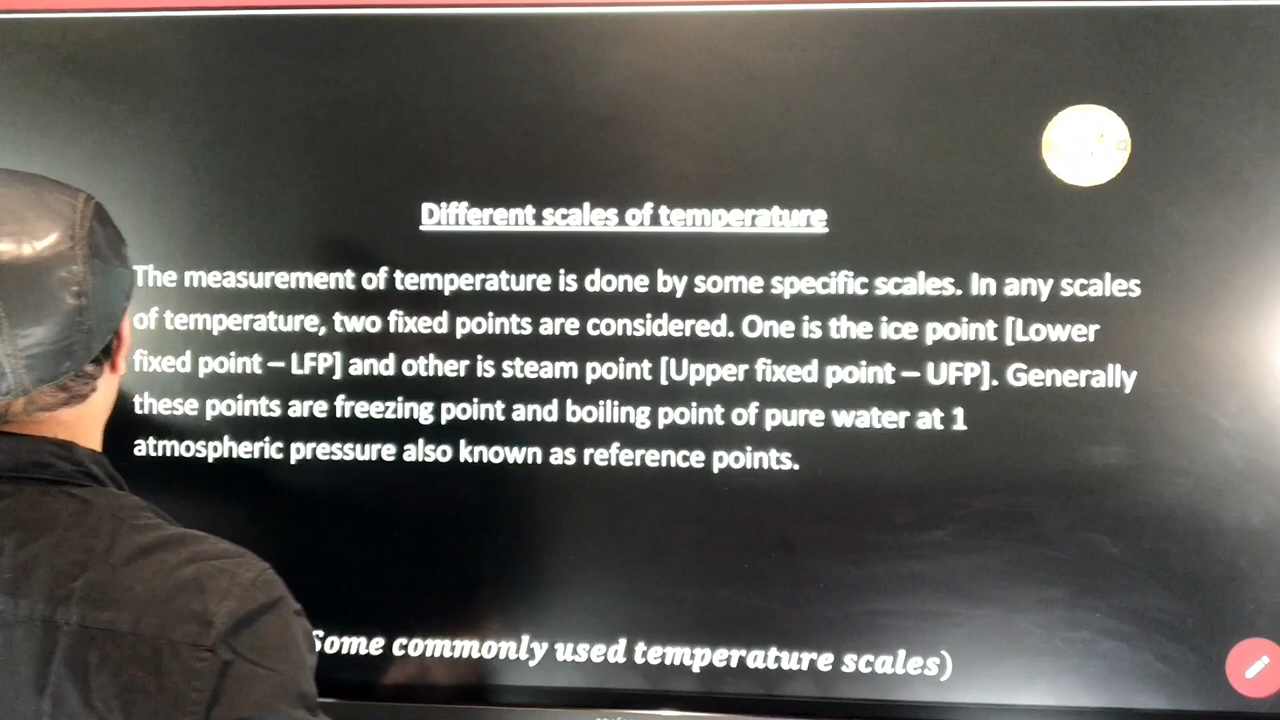 Different scales of temperature
The measurement of temperature is done by some specific scales. In any scales
of temperature, two fixed points are considered. One is the ice point [Lower
fixed point – LFP] and other is steam point [Upper fixed point – UFP]. Generally
these points are freezing point and boiling point of pure water at 1
atmospheric pressure also known as reference points.
Some commonly used temperature scales)